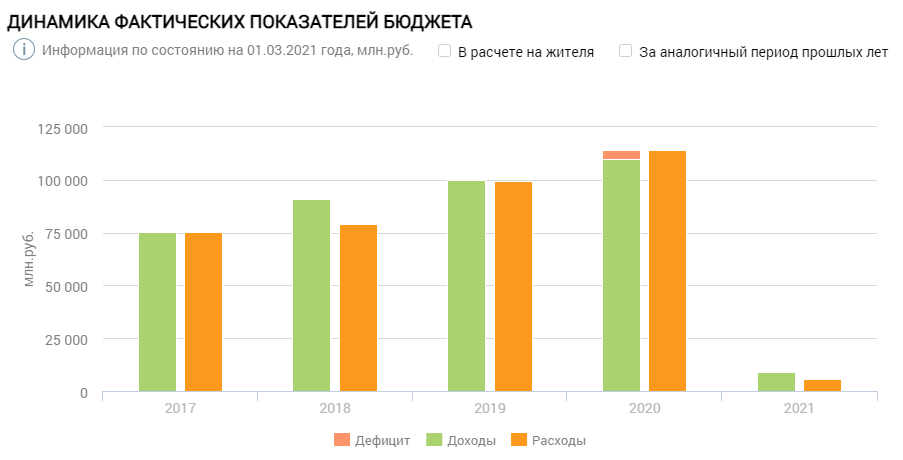 ДИНАМИКА ФАКТИЧЕСКИХ ПОКАЗАТЕЛЕЙ БЮДЖЕТА
i Информация по состоянию на 01.03.2021 года, млн.руб. В расчете на жителя За аналогичный период прошлых лет
125 000
100 000
75 000
50 000
25 000
0
млн.руб.
2017 2018 2019 2020 2021
Дефицит Доходы Расходы